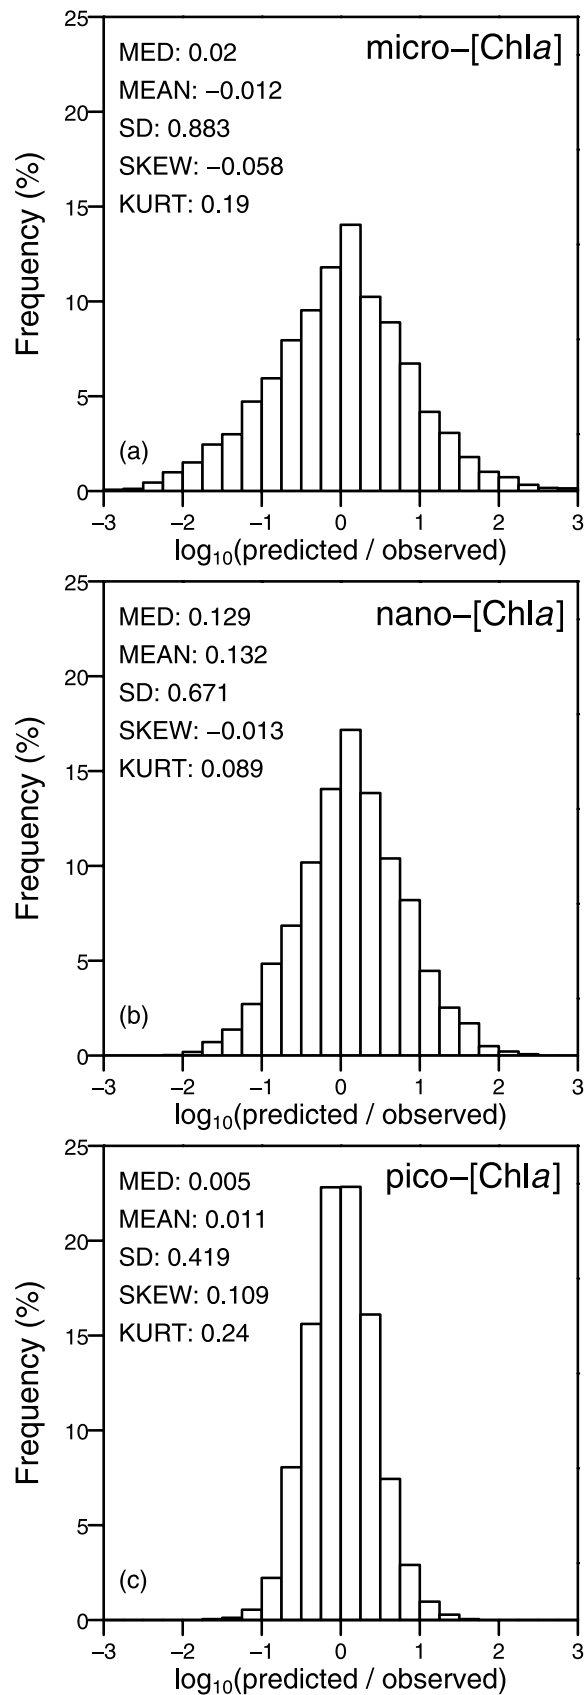 micro−[Chla]
MED: 0.02
MEAN: −0.012
SD: 0.883
SKEW: −0.058
KURT: 0.19
Frequency (%)
25
20
15
10
5
0
(a)
−3 −2 −1 0 1 2 3
log10(predicted / observed)
nano−[Chla]
MED: 0.129
MEAN: 0.132
SD: 0.671
SKEW: −0.013
KURT: 0.089
Frequency (%)
25
20
15
10
5
0
(b)
−3 −2 −1 0 1 2 3
log10(predicted / observed)
pico−[Chla]
MED: 0.005
MEAN: 0.011
SD: 0.419
SKEW: 0.109
KURT: 0.24
Frequency (%)
25
20
15
10
5
0
(c)
−3 −2 −1 0 1 2 3
log10(predicted / observed)